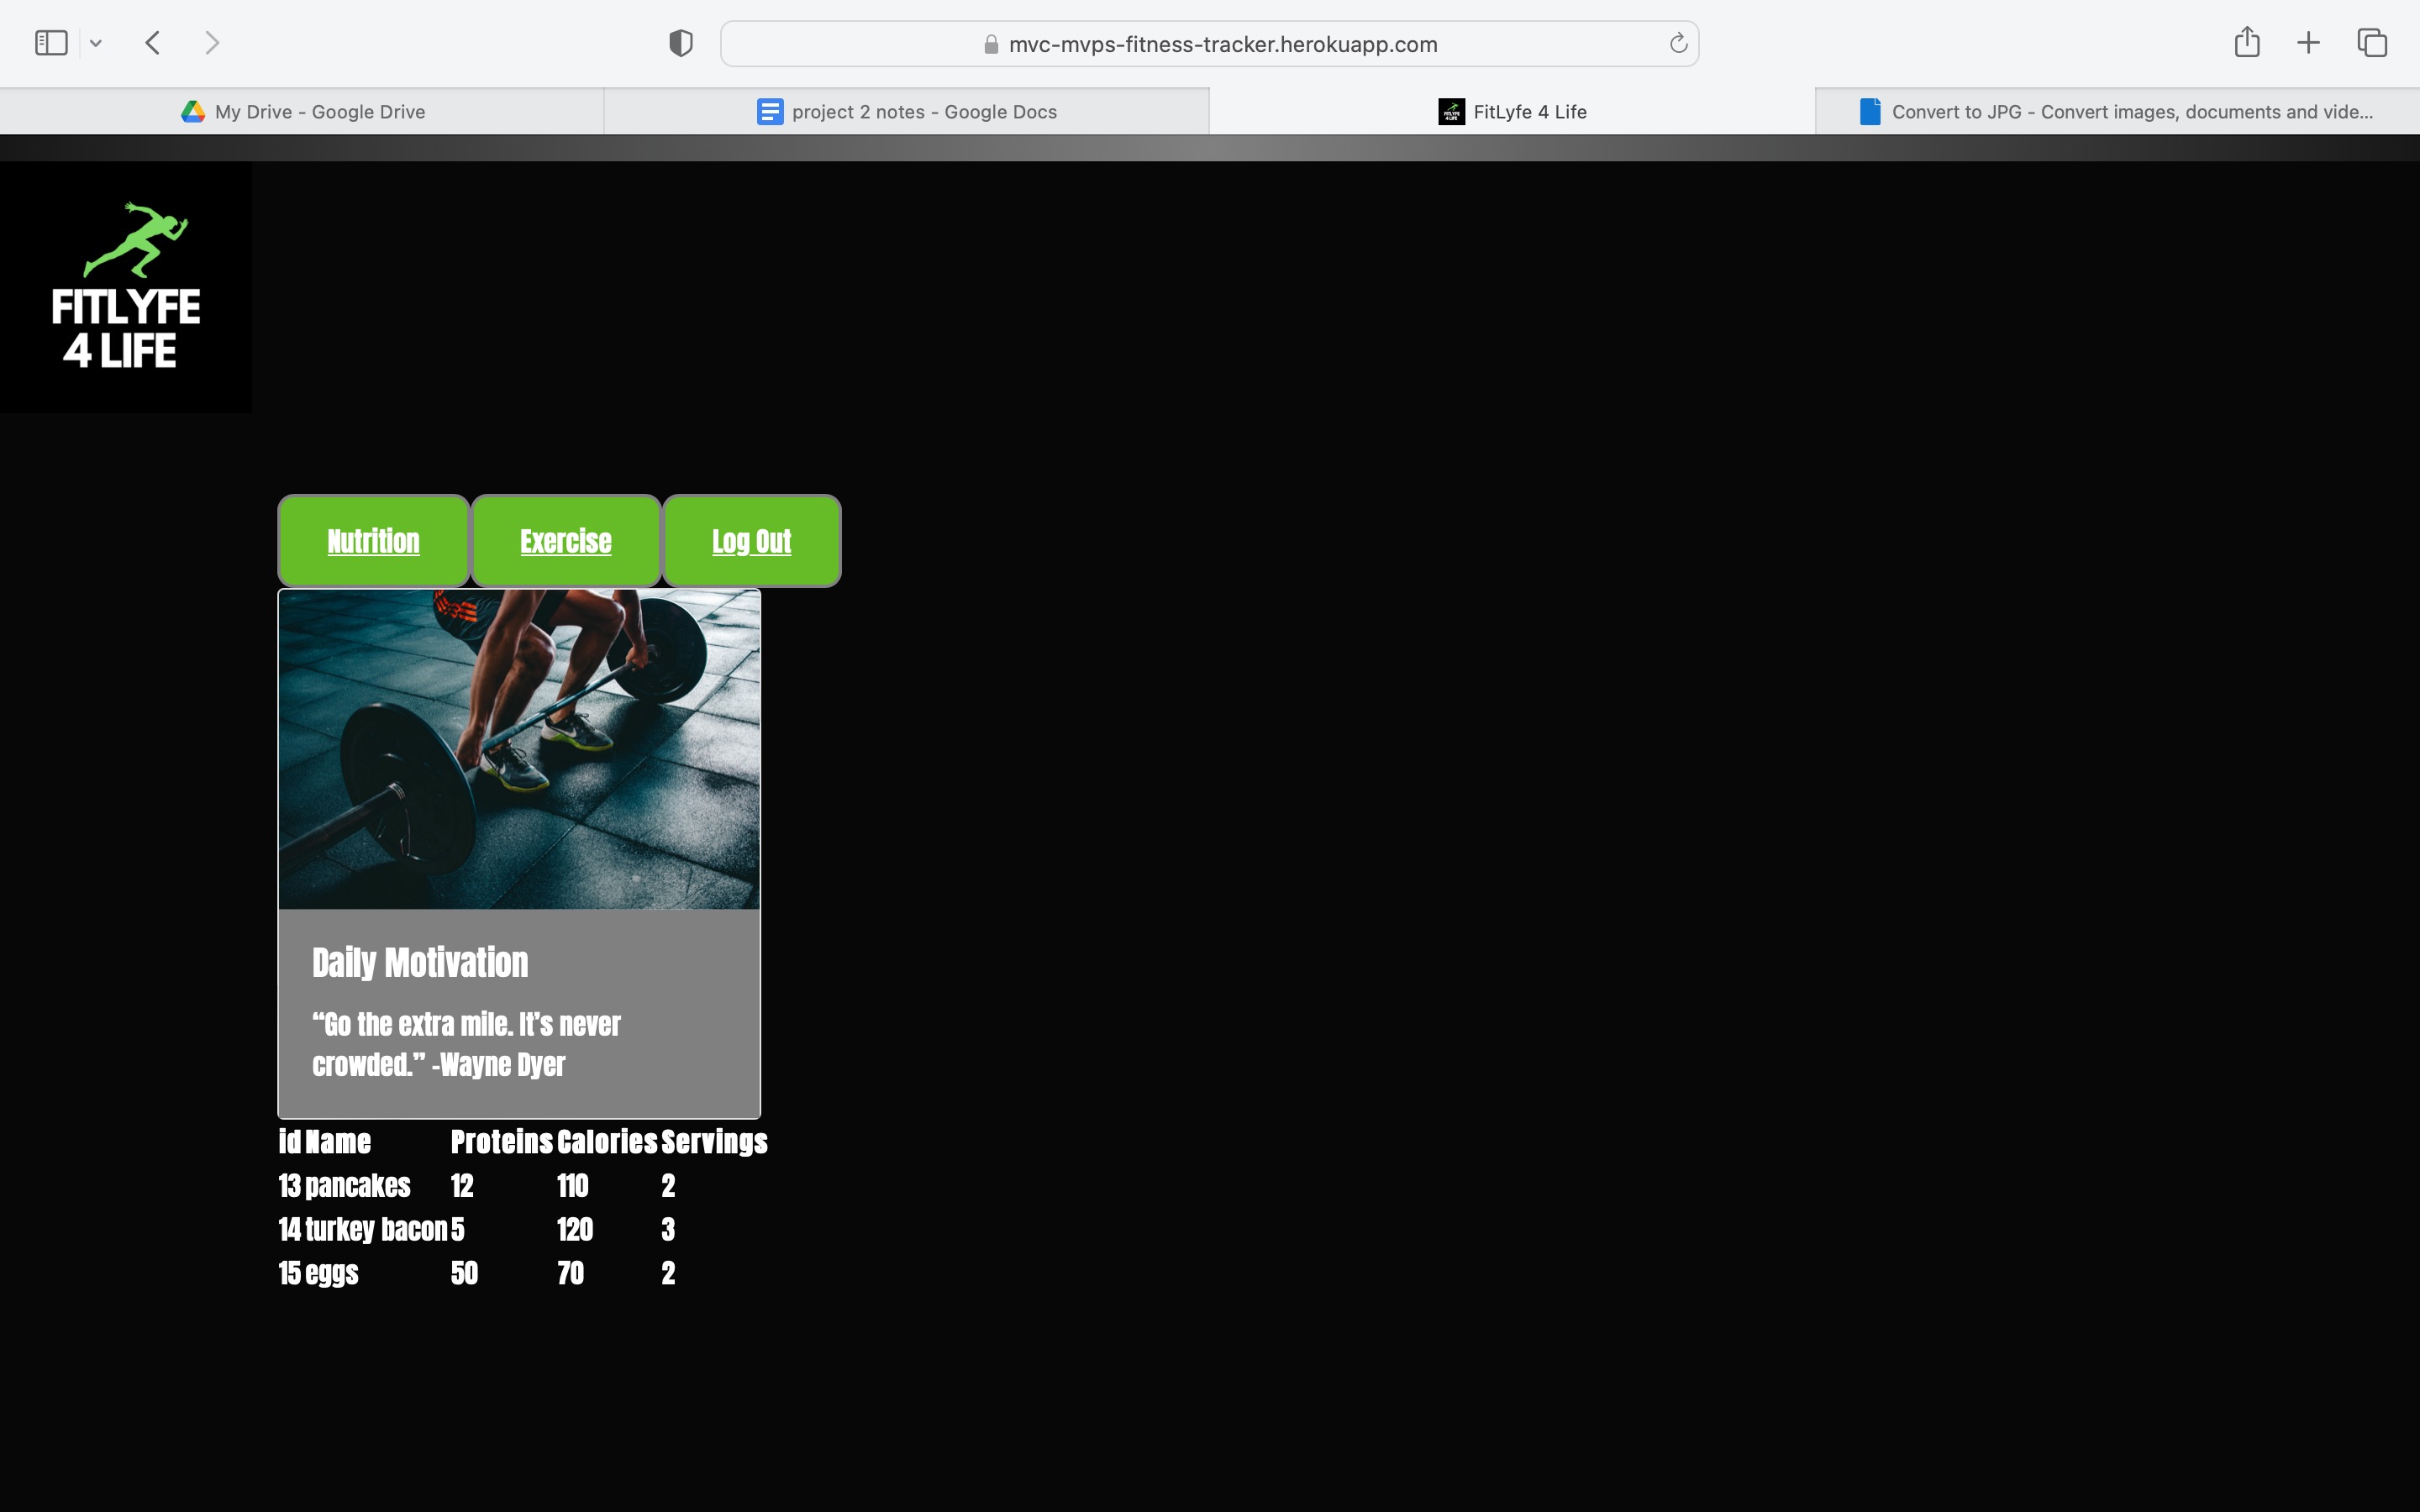 mvc-mvps-fitness-tracker.herokuapp.com
My Drive - Google Drive
project 2 notes - Google Docs
FitLyfe 4 Life
Convert to JPG - Convert images, documents and vide...
FITLYFE
4 LIFE
Nutrition Exercise Log Out
Daily Motivation
“Go the extra mile. It’s never
crowded.” -Wayne Dyer
id Name Proteins Calories Servings
13 pancakes 12 110 2
14 turkey bacon 5 120 3
15 eggs 50 70 2